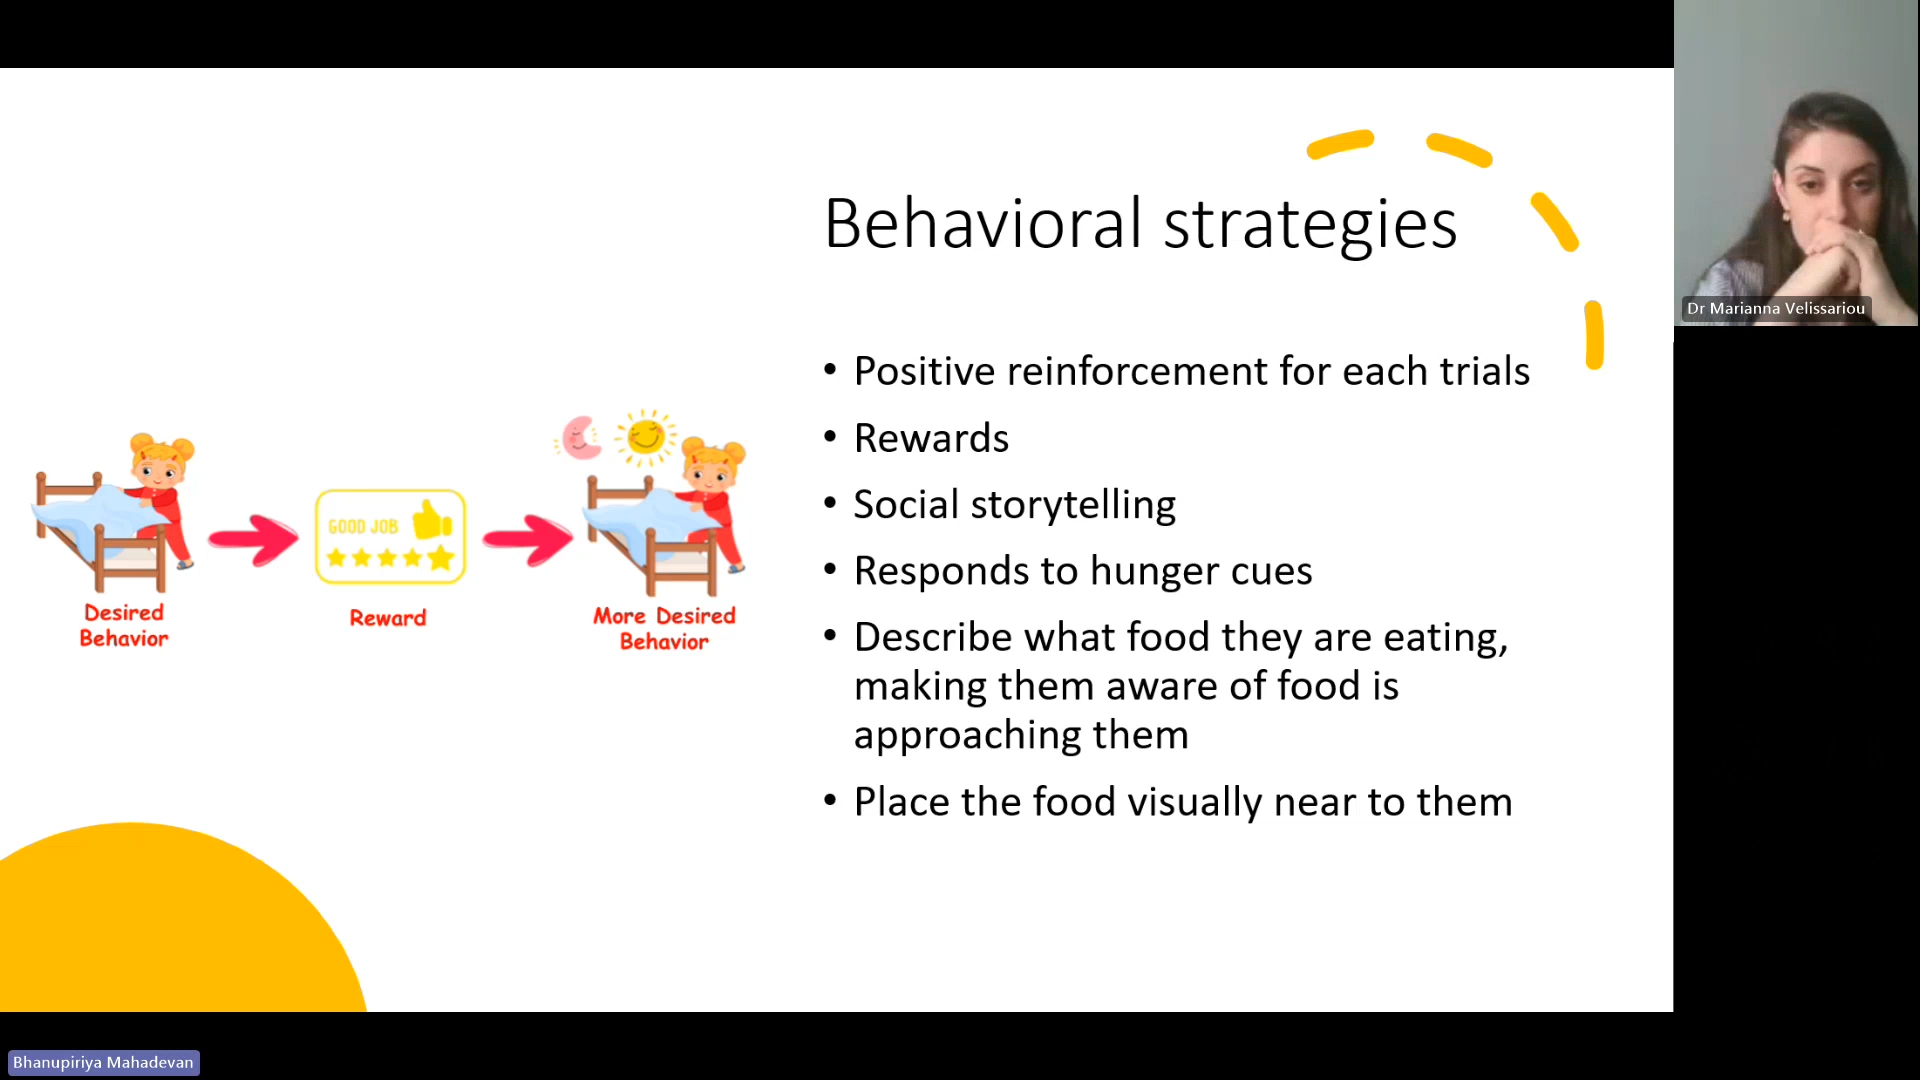 Behavioral strategies
• Positive reinforcement for each trials
• Rewards
• Social storytelling
• Responds to hunger cues
• Describe what food they are eating,
making them aware of food is
approaching them
• Place the food visually near to them
GOOD JOB
Desired
Behavior
Reward
More Desired
Behavior
Dr Marianna Velissariou
Bhanupiriya Mahadevan